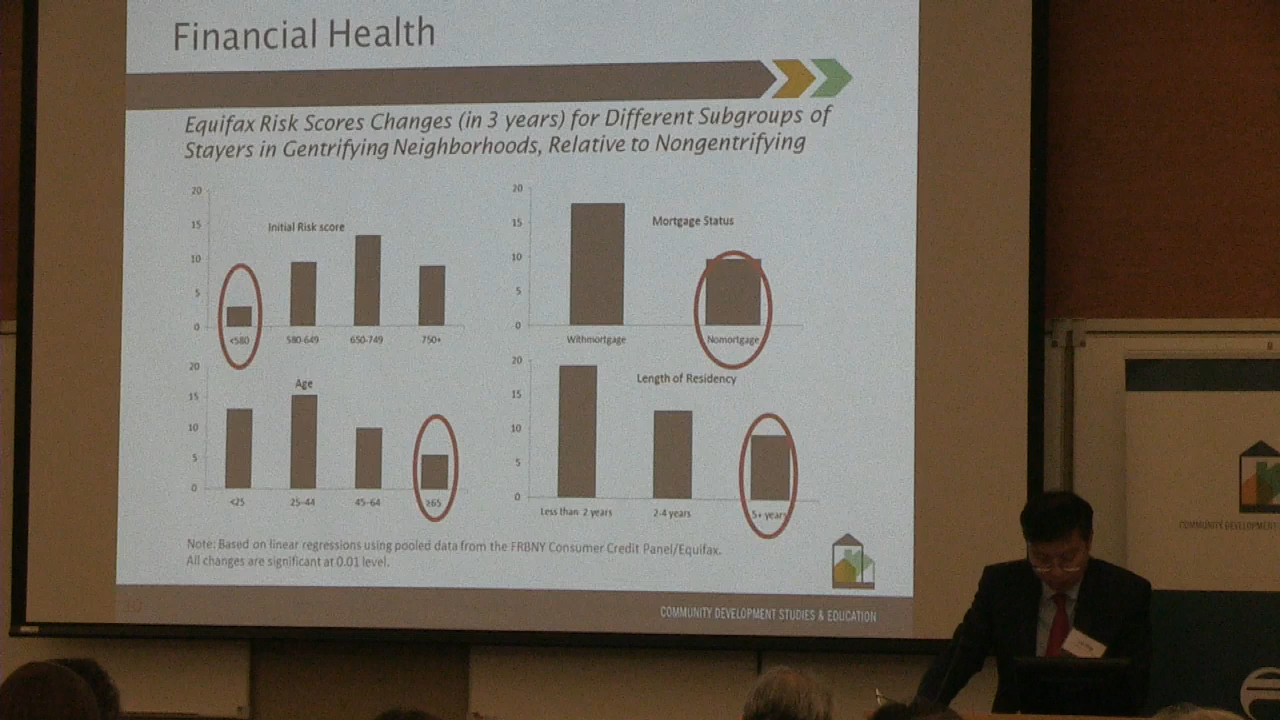 Financial Health
Equifax Risk Scores Changes (in 3 years) for Different Subgroups of
Stayers in Gentrifying Neighborhoods, Relative to Nongentrifying
20
15
10
5
0
Initial Risk score
<580
580-649
650-749
750+
20
15
10
5
0
Mortgage Status
Withmortgage
Nomortgage
20
15
10
5
0
Age
<25
25-44
45-64
≥65
20
15
10
5
0
Length of Residency
Less than 2 years
2-4 years
5+ years
Note: Based on linear regressions using pooled data from the FRBNY Consumer Credit Panel/Equifax.
All changes are significant at 0.01 level.
COMMUNITY DEVELOPMENT STUDIES & EDUCATION
COMMUNITY DEVELOPMENT